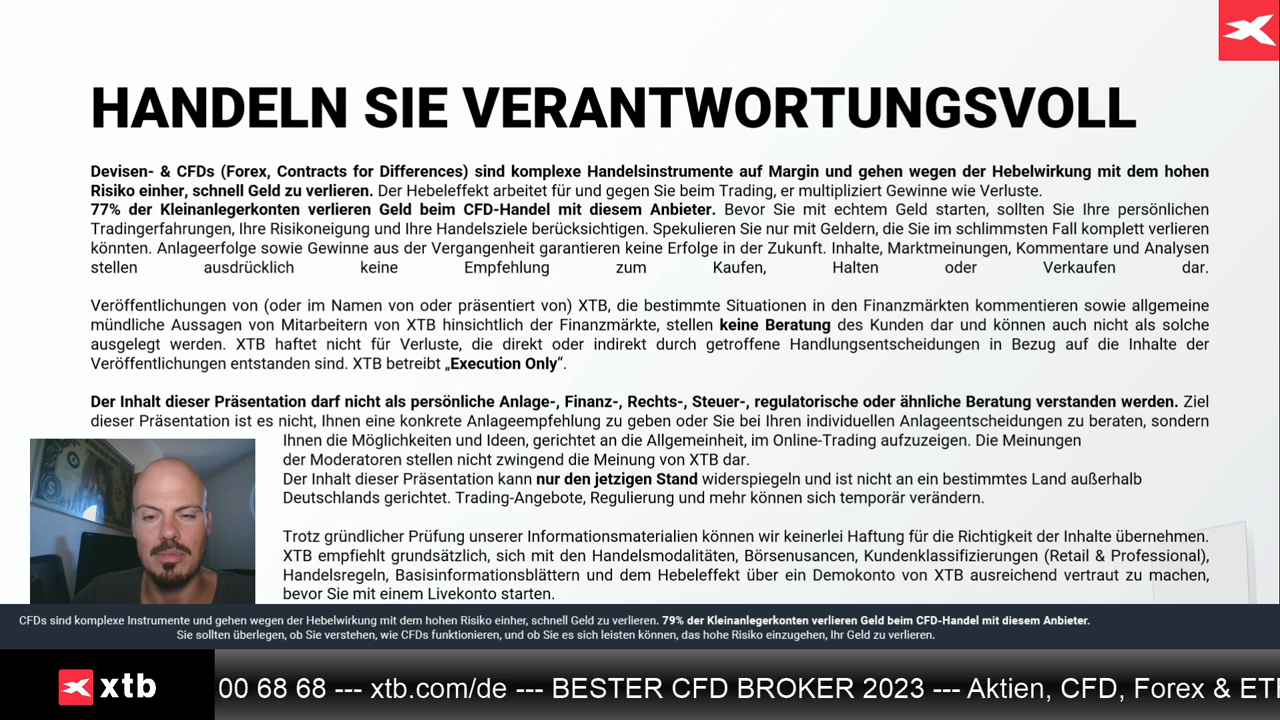 HANDELN SIE VERANTWORTUNGSVOLL
Devisen- & CFDs (Forex, Contracts for Differences) sind komplexe Handelsinstrumente auf Margin und gehen wegen der Hebelwirkung mit dem hohen
Risiko einher, schnell Geld zu verlieren. Der Hebeleffekt arbeitet für und gegen Sie beim Trading, er multipliziert Gewinne wie Verluste.
77% der Kleinanlegerkonten verlieren Geld beim CFD-Handel mit diesem Anbieter. Bevor Sie mit echtem Geld starten, sollten Sie Ihre persönlichen
Tradingerfahrungen, Ihre Risikoneigung und Ihre Handelsziele berücksichtigen. Spekulieren Sie nur mit Geldern, die Sie im schlimmsten Fall komplett verlieren
könnten. Anlageerfolge sowie Gewinne aus der Vergangenheit garantieren keine Erfolge in der Zukunft. Inhalte, Marktmeinungen, Kommentare und Analysen
stellen ausdrücklich keine Empfehlung zum Kaufen, Halten oder Verkaufen dar.
Veröffentlichungen von (oder im Namen von oder präsentiert von) XTB, die bestimmte Situationen in den Finanzmärkten kommentieren sowie allgemeine
mündliche Aussagen von Mitarbeitern von XTB hinsichtlich der Finanzmärkte, stellen keine Beratung des Kunden dar und können auch nicht als solche
ausgelegt werden. XTB haftet nicht für Verluste, die direkt oder indirekt durch getroffene Handlungsentscheidungen in Bezug auf die Inhalte der
Veröffentlichungen entstanden sind. XTB betreibt „Execution Only“.
Der Inhalt dieser Präsentation darf nicht als persönliche Anlage-, Finanz-, Rechts-, Steuer-, regulatorische oder ähnliche Beratung verstanden werden. Ziel
dieser Präsentation ist es nicht, Ihnen eine konkrete Anlageempfehlung zu geben oder Sie bei Ihren individuellen Anlageentscheidungen zu beraten, sondern
Ihnen die Möglichkeiten und Ideen, gerichtet an die Allgemeinheit, im Online-Trading aufzuzeigen. Die Meinungen
der Moderatoren stellen nicht zwingend die Meinung von XTB dar.
Der Inhalt dieser Präsentation kann nur den jetzigen Stand widerspiegeln und ist nicht an ein bestimmtes Land außerhalb
Deutschlands gerichtet. Trading-Angebote, Regulierung und mehr können sich temporär verändern.
Trotz gründlicher Prüfung unserer Informationsmaterialien können wir keinerlei Haftung für die Richtigkeit der Inhalte übernehmen.
XTB empfiehlt grundsätzlich, sich mit den Handelsmodalitäten, Börsenusancen, Kundenklassifizierungen (Retail & Professional),
Handelsregeln, Basisinformationsblättern und dem Hebeleffekt über ein Demokonto von XTB ausreichend vertraut zu machen,
bevor Sie mit einem Livekonto starten.
CFDs sind komplexe Instrumente und gehen wegen der Hebelwirkung mit dem hohen Risiko einher, schnell Geld zu verlieren. 79% der Kleinanlegerkonten verlieren Geld beim CFD-Handel mit diesem Anbieter.
Sie sollten überlegen, ob Sie verstehen, wie CFDs funktionieren, und ob Sie es sich leisten können, das hohe Risiko einzugehen, Ihr Geld zu verlieren.
xtb 00 68 68 --- xtb.com/de --- BESTER CFD BROKER 2023 --- Aktien, CFD, Forex & ET